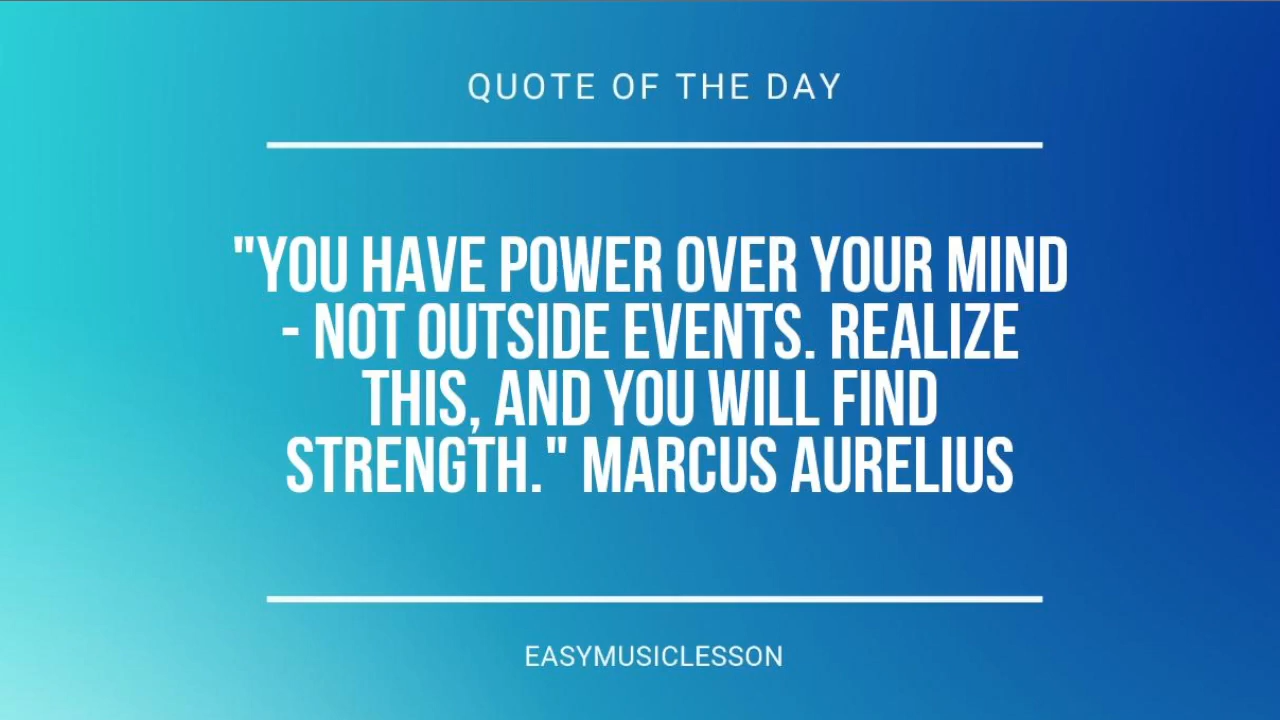 QUOTE OF THE DAY
"YOU HAVE POWER OVER YOUR MIND
- NOT OUTSIDE EVENTS. REALIZE
THIS, AND YOU WILL FIND
STRENGTH." MARCUS AURELIUS
EASYMUSICLESSON